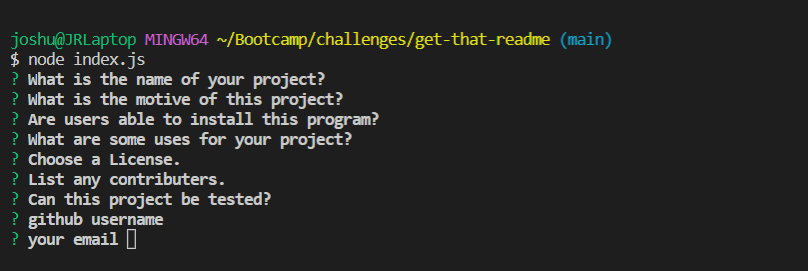 joshu@JRLaptop MINGW64 ~/Bootcamp/challenges/get-that-readme (main)
$ node index.js
? What is the name of your project?
? What is the motive of this project?
? Are users able to install this program?
? What are some uses for your project?
? Choose a License.
? List any contributers.
? Can this project be tested?
? github username
? your email